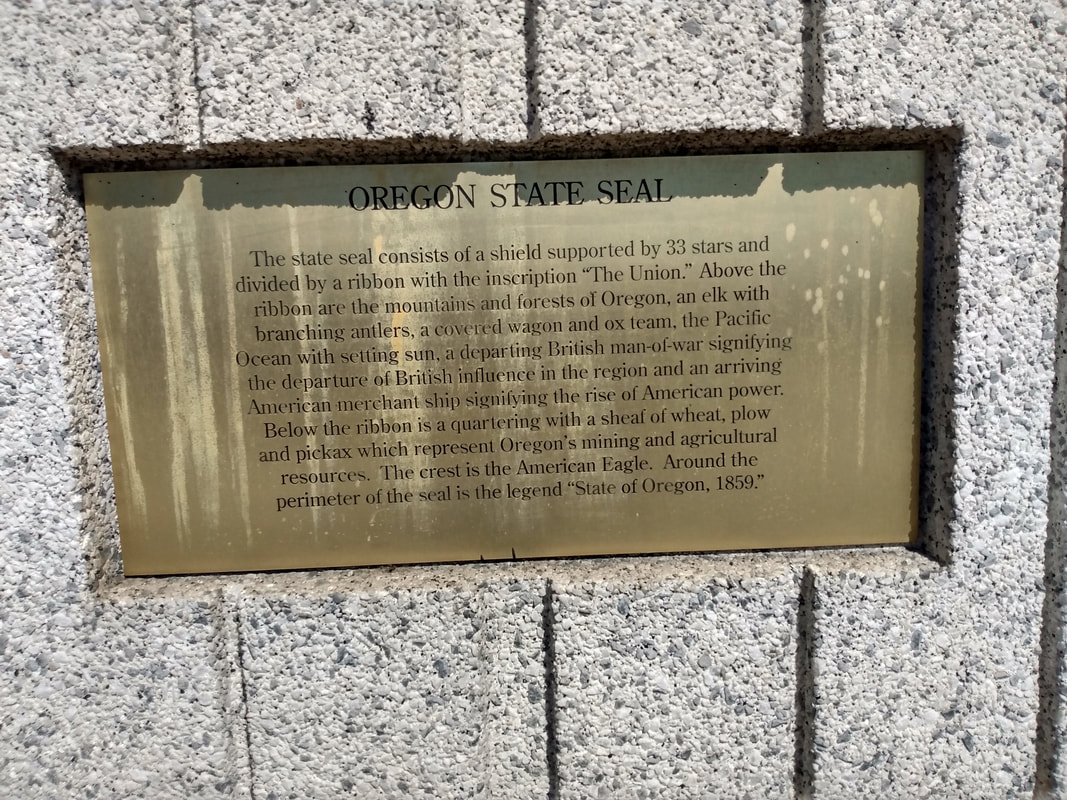 OREGON STATE SEAL
The state seal consists of a shield supported by 33 stars and
divided by a ribbon with the inscription “The Union.” Above the
ribbon are the mountains and forests of Oregon, an elk with
branching antlers, a covered wagon and ox team, the Pacific
Ocean with setting sun, a departing British man-of-war signifying
the departure of British influence in the region and an arriving
American merchant ship signifying the rise of American power.
Below the ribbon is a quartering with a sheaf of wheat, plow
and pickax which represent Oregon’s mining and agricultural
resources. The crest is the American Eagle. Around the
perimeter of the seal is the legend “State of Oregon, 1859.”